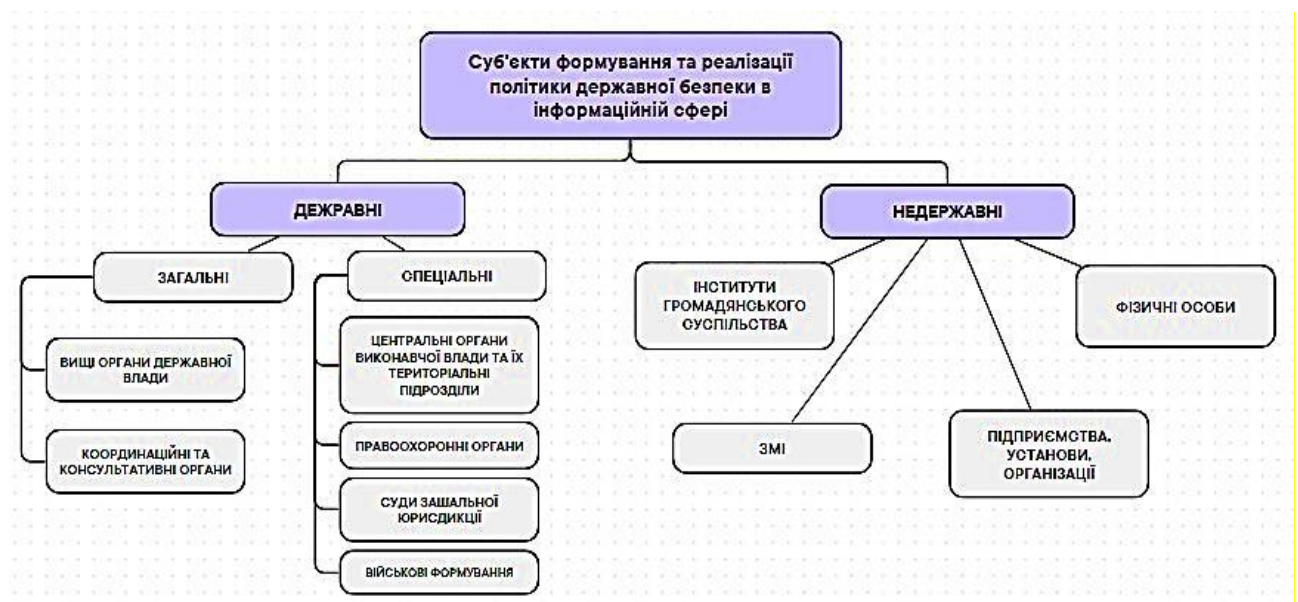 Суб'єкти формування та реалізації
політики державної безпеки в
інформаційній сфері
ДЕЖРАВНІ
НЕДЕРЖАВНІ
ЗАГАЛЬНІ
СПЕЦІАЛЬНІ
ВИЩІ ОРГАНИ ДЕРЖАВНОЇ
ВЛАДИ
КООРДИНАЦІЙНІ ТА
КОНСУЛЬТАТИВНІ ОРГАНИ
ЦЕНТРАЛЬНІ ОРГАНИ
ВИКОНАВЧОЇ ВЛАДИ ТА ЇХ
ТЕРИТОРІАЛЬНІ
ПІДРОЗДІЛИ
ПРАВООХОРОННІ ОРГАНИ
СУДИ ЗАШАЛЬНОЇ
ЮРИСДИКЦІЇ
ВІЙСЬКОВІ ФОРМУВАННЯ
ІНСТИТУТИ
ГРОМАДЯНСЬКОГО
СУСПІЛЬСТВА
ЗМІ
ПІДПРИЄМСТВА,
УСТАНОВИ,
ОРГАНІЗАЦІЇ
ФІЗИЧНІ ОСОБИ